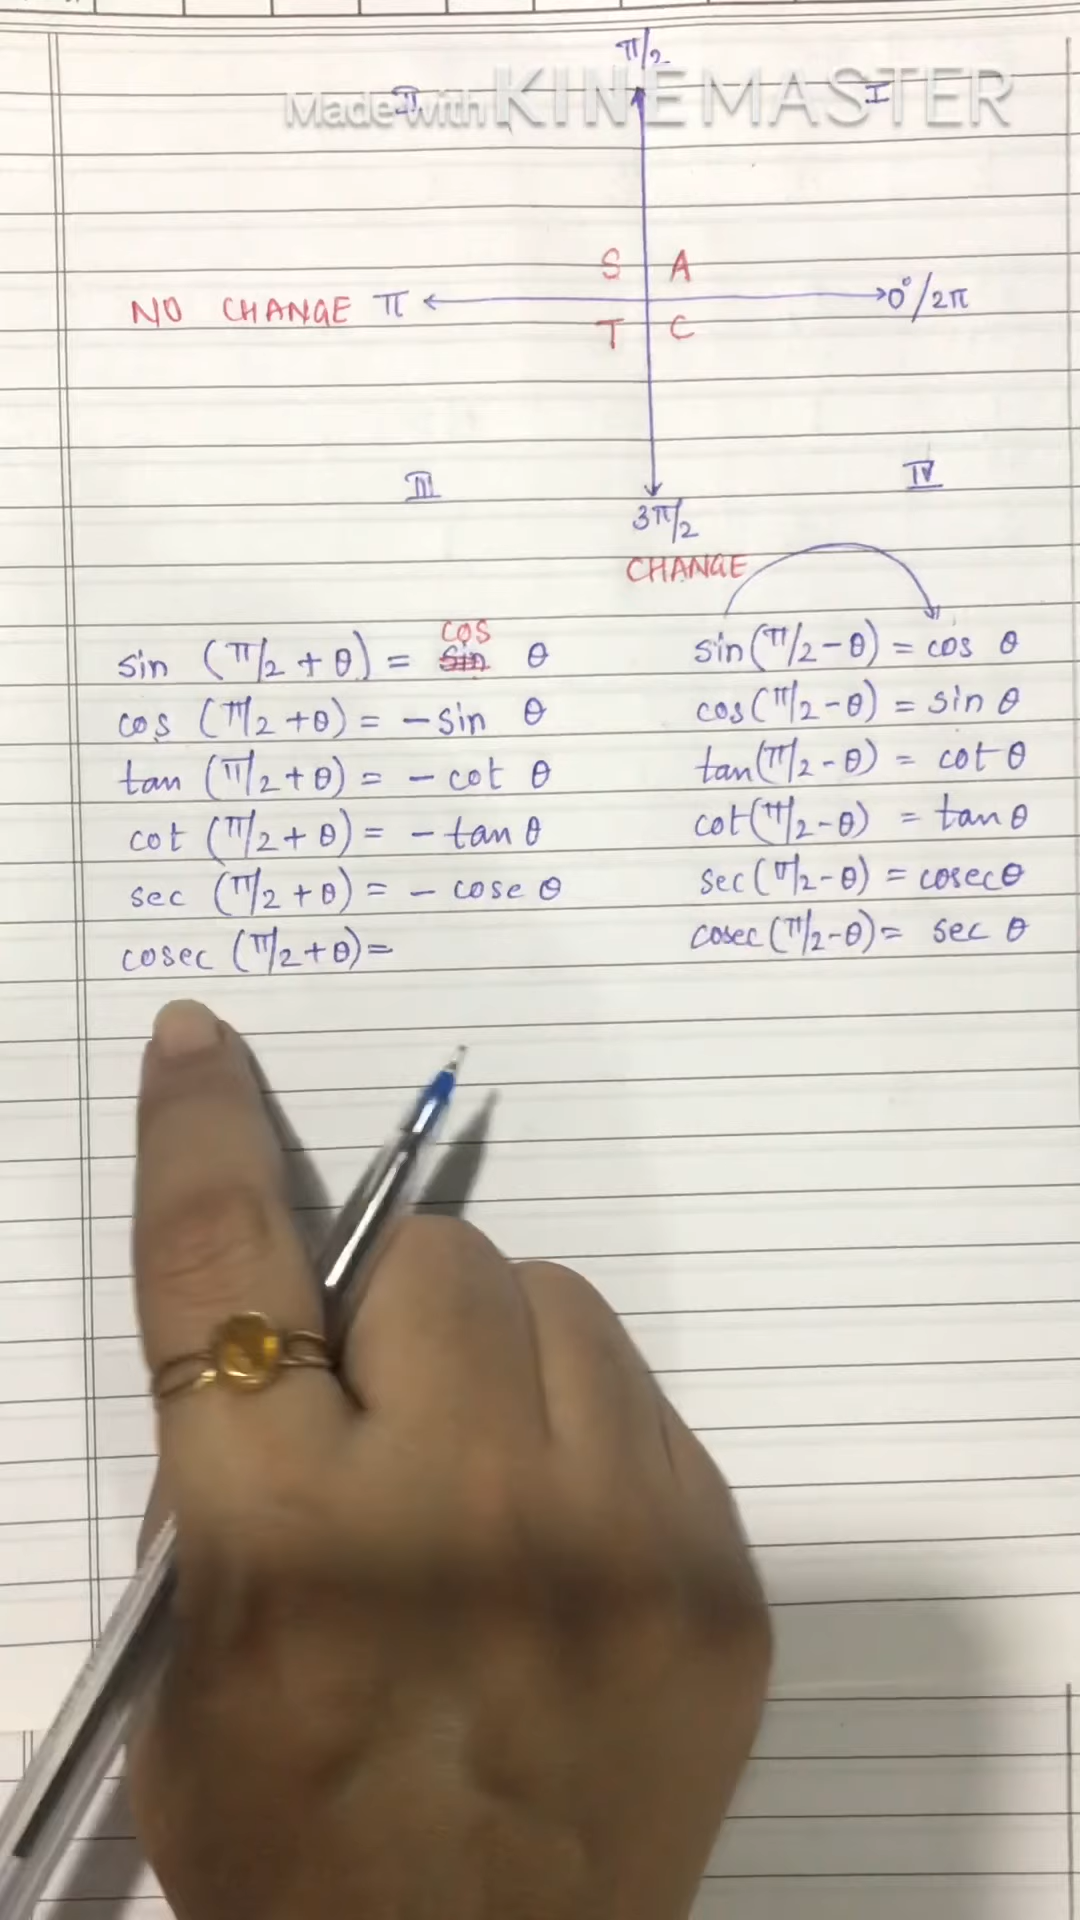 π/2
Made with KINEMASTER
II I
S A
NO CHANGE π 0°/2π
T C
III IV
3π/2
CHANGE
cos
sin (π/2 + θ) = sin θ
cos (π/2 + θ) = - sin θ
tan (π/2 + θ) = - cot θ
cot (π/2 + θ) = - tan θ
sec (π/2 + θ) = - cose θ
cosec (π/2 + θ) =
sin (π/2 - θ) = cos θ
cos (π/2 - θ) = sin θ
tan (π/2 - θ) = cot θ
cot (π/2 - θ) = tan θ
sec (π/2 - θ) = cosec θ
cosec (π/2 - θ) = sec θ